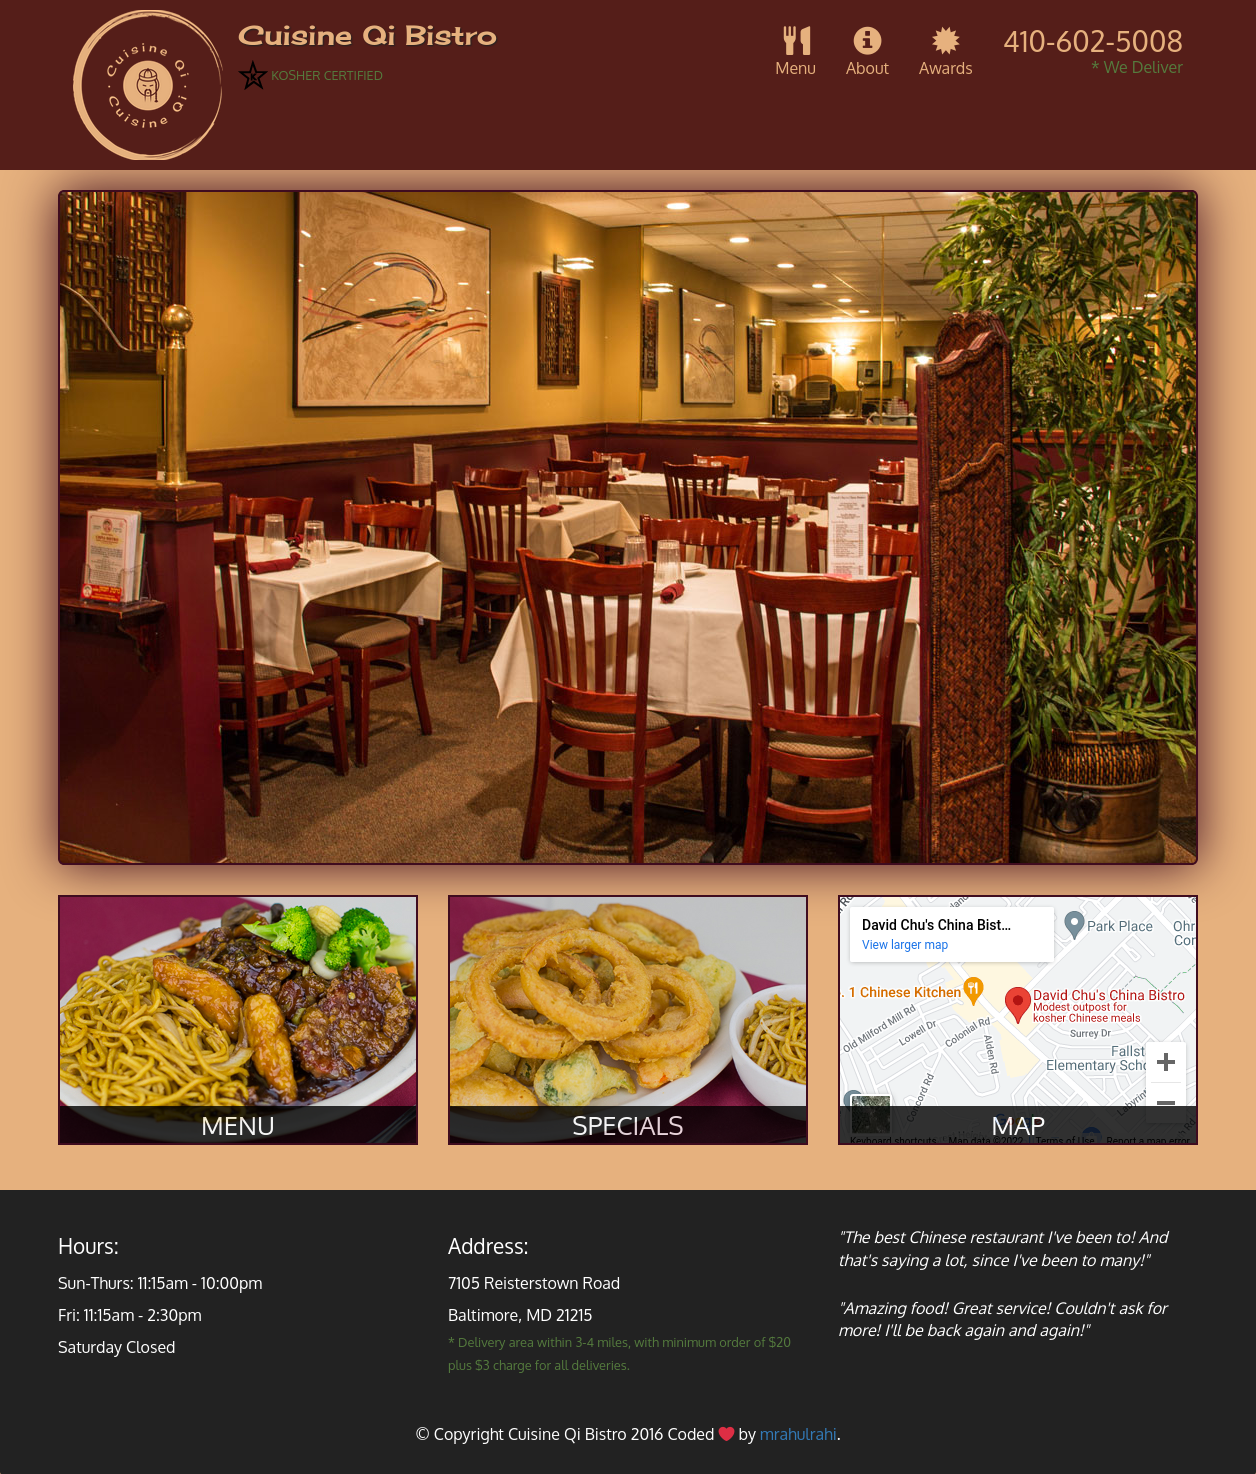 Cuisine Qi · Cuisine Qi ·
Cuisine Qi Bistro
K KOSHER CERTIFIED
Menu
About
Awards
410-602-5008
* We Deliver
MENU
SPECIALS
David Chu's China Bist...
View larger map
Park Place
Ohr
Con
. 1 Chinese Kitchen
David Chu's China Bistro
Modest outpost for
kosher Chinese meals
Old Milford Mill Rd
Lowell Dr
Colonial Rd
Surrey Dr
Alden Rd
Fallst
Elementary Scho
Concord Rd
Labyrin
MAP
Keyboard shortcuts
Map data ©2022
Terms of Use
Report a map error
Hours:
Sun-Thurs: 11:15am - 10:00pm
Fri: 11:15am - 2:30pm
Saturday Closed
Address:
7105 Reisterstown Road
Baltimore, MD 21215
* Delivery area within 3-4 miles, with minimum order of $20
plus $3 charge for all deliveries.
"The best Chinese restaurant I've been to! And
that's saying a lot, since I've been to many!"
"Amazing food! Great service! Couldn't ask for
more! I'll be back again and again!"
© Copyright Cuisine Qi Bistro 2016 Coded ❤ by mrahulrahi.